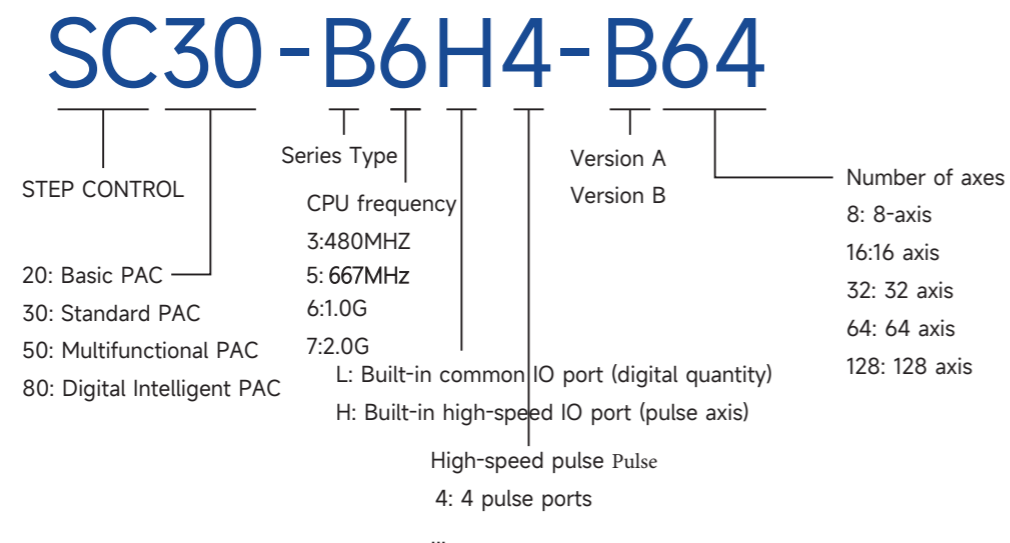 SC30-B6H4-B64
STEP CONTROL
20: Basic PAC
30: Standard PAC
50: Multifunctional PAC
80: Digital Intelligent PAC
Series Type
CPU frequency
3:480MHZ
5: 667MHz
6:1.0G
7:2.0G
L: Built-in common IO port (digital quantity)
H: Built-in high-speed IO port (pulse axis)
High-speed pulse Pulse
4: 4 pulse ports
...
Version A
Version B
Number of axes
8: 8-axis
16:16 axis
32: 32 axis
64: 64 axis
128: 128 axis